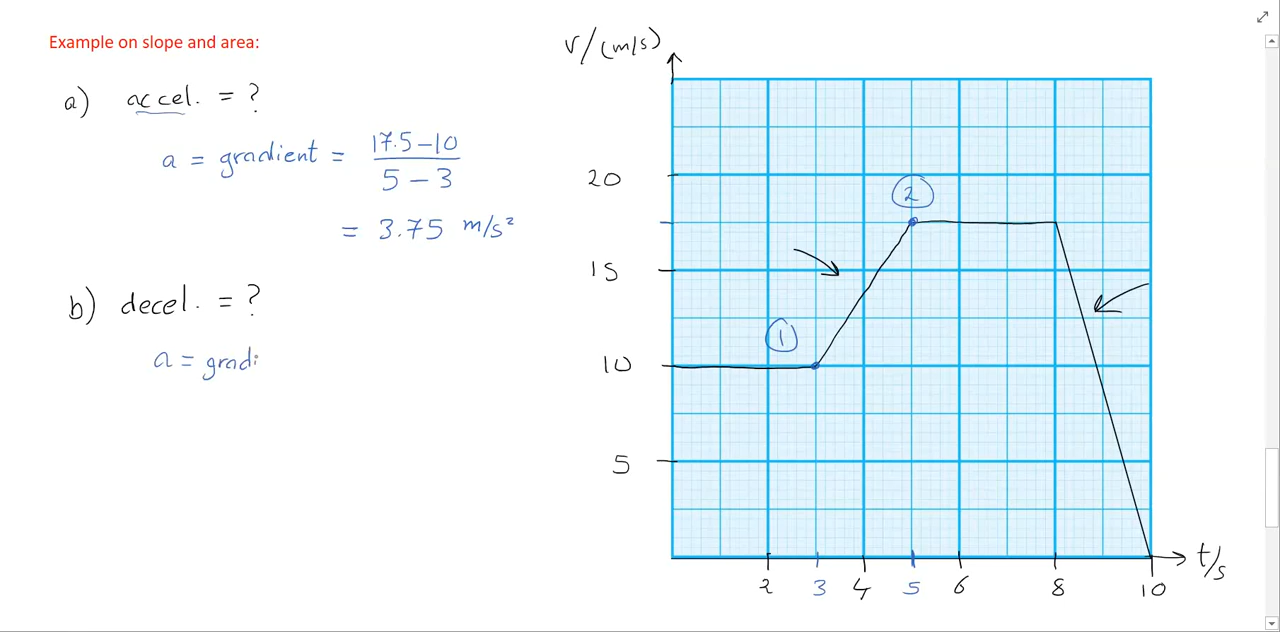 Example on slope and area:
a) accel. = ?
a = gradient = 17.5 - 10
5 - 3
= 3.75 m/s²
b) decel. = ?
a = gradi
v/(m/s)
20
15
10
5
1
2
2 3 4 5 6 8 10
t/s